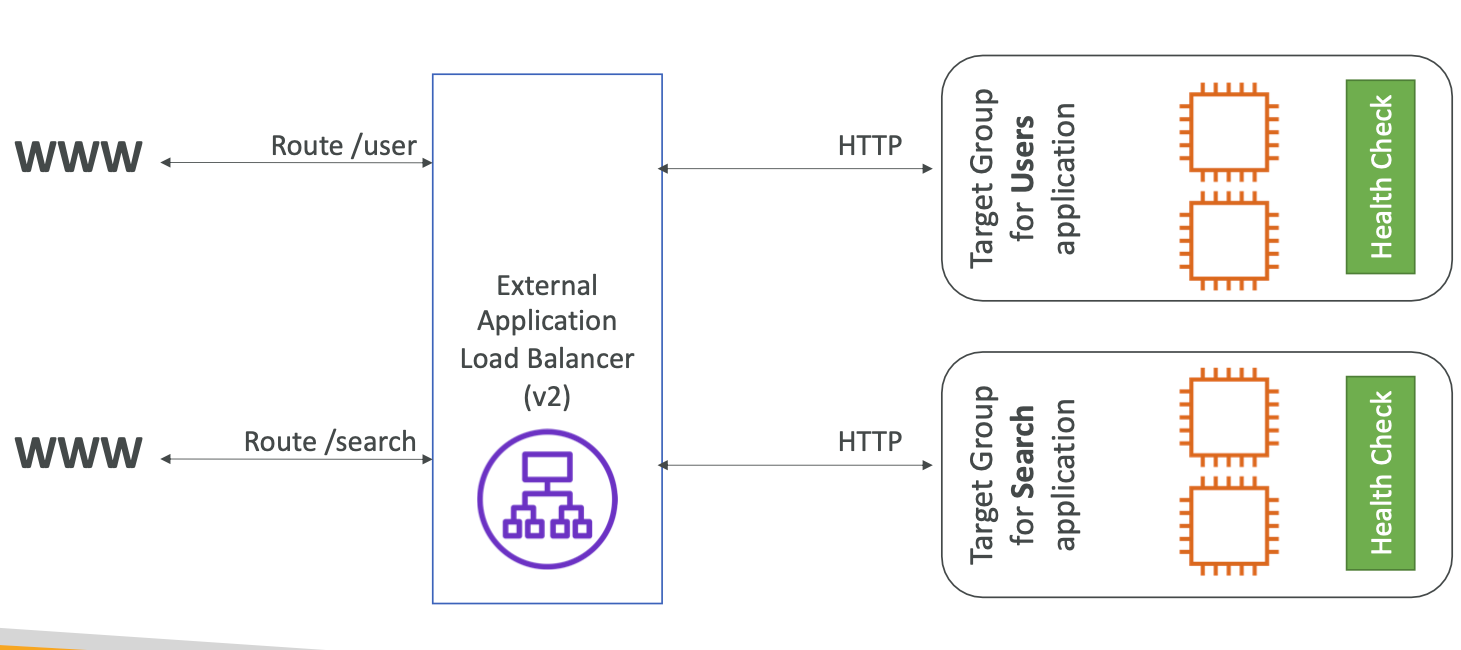 WWW
Route /user
HTTP
Target Group
for Users
application
Health Check
External
Application
Load Balancer
(v2)
WWW
Route /search
HTTP
Target Group
for Search
application
Health Check